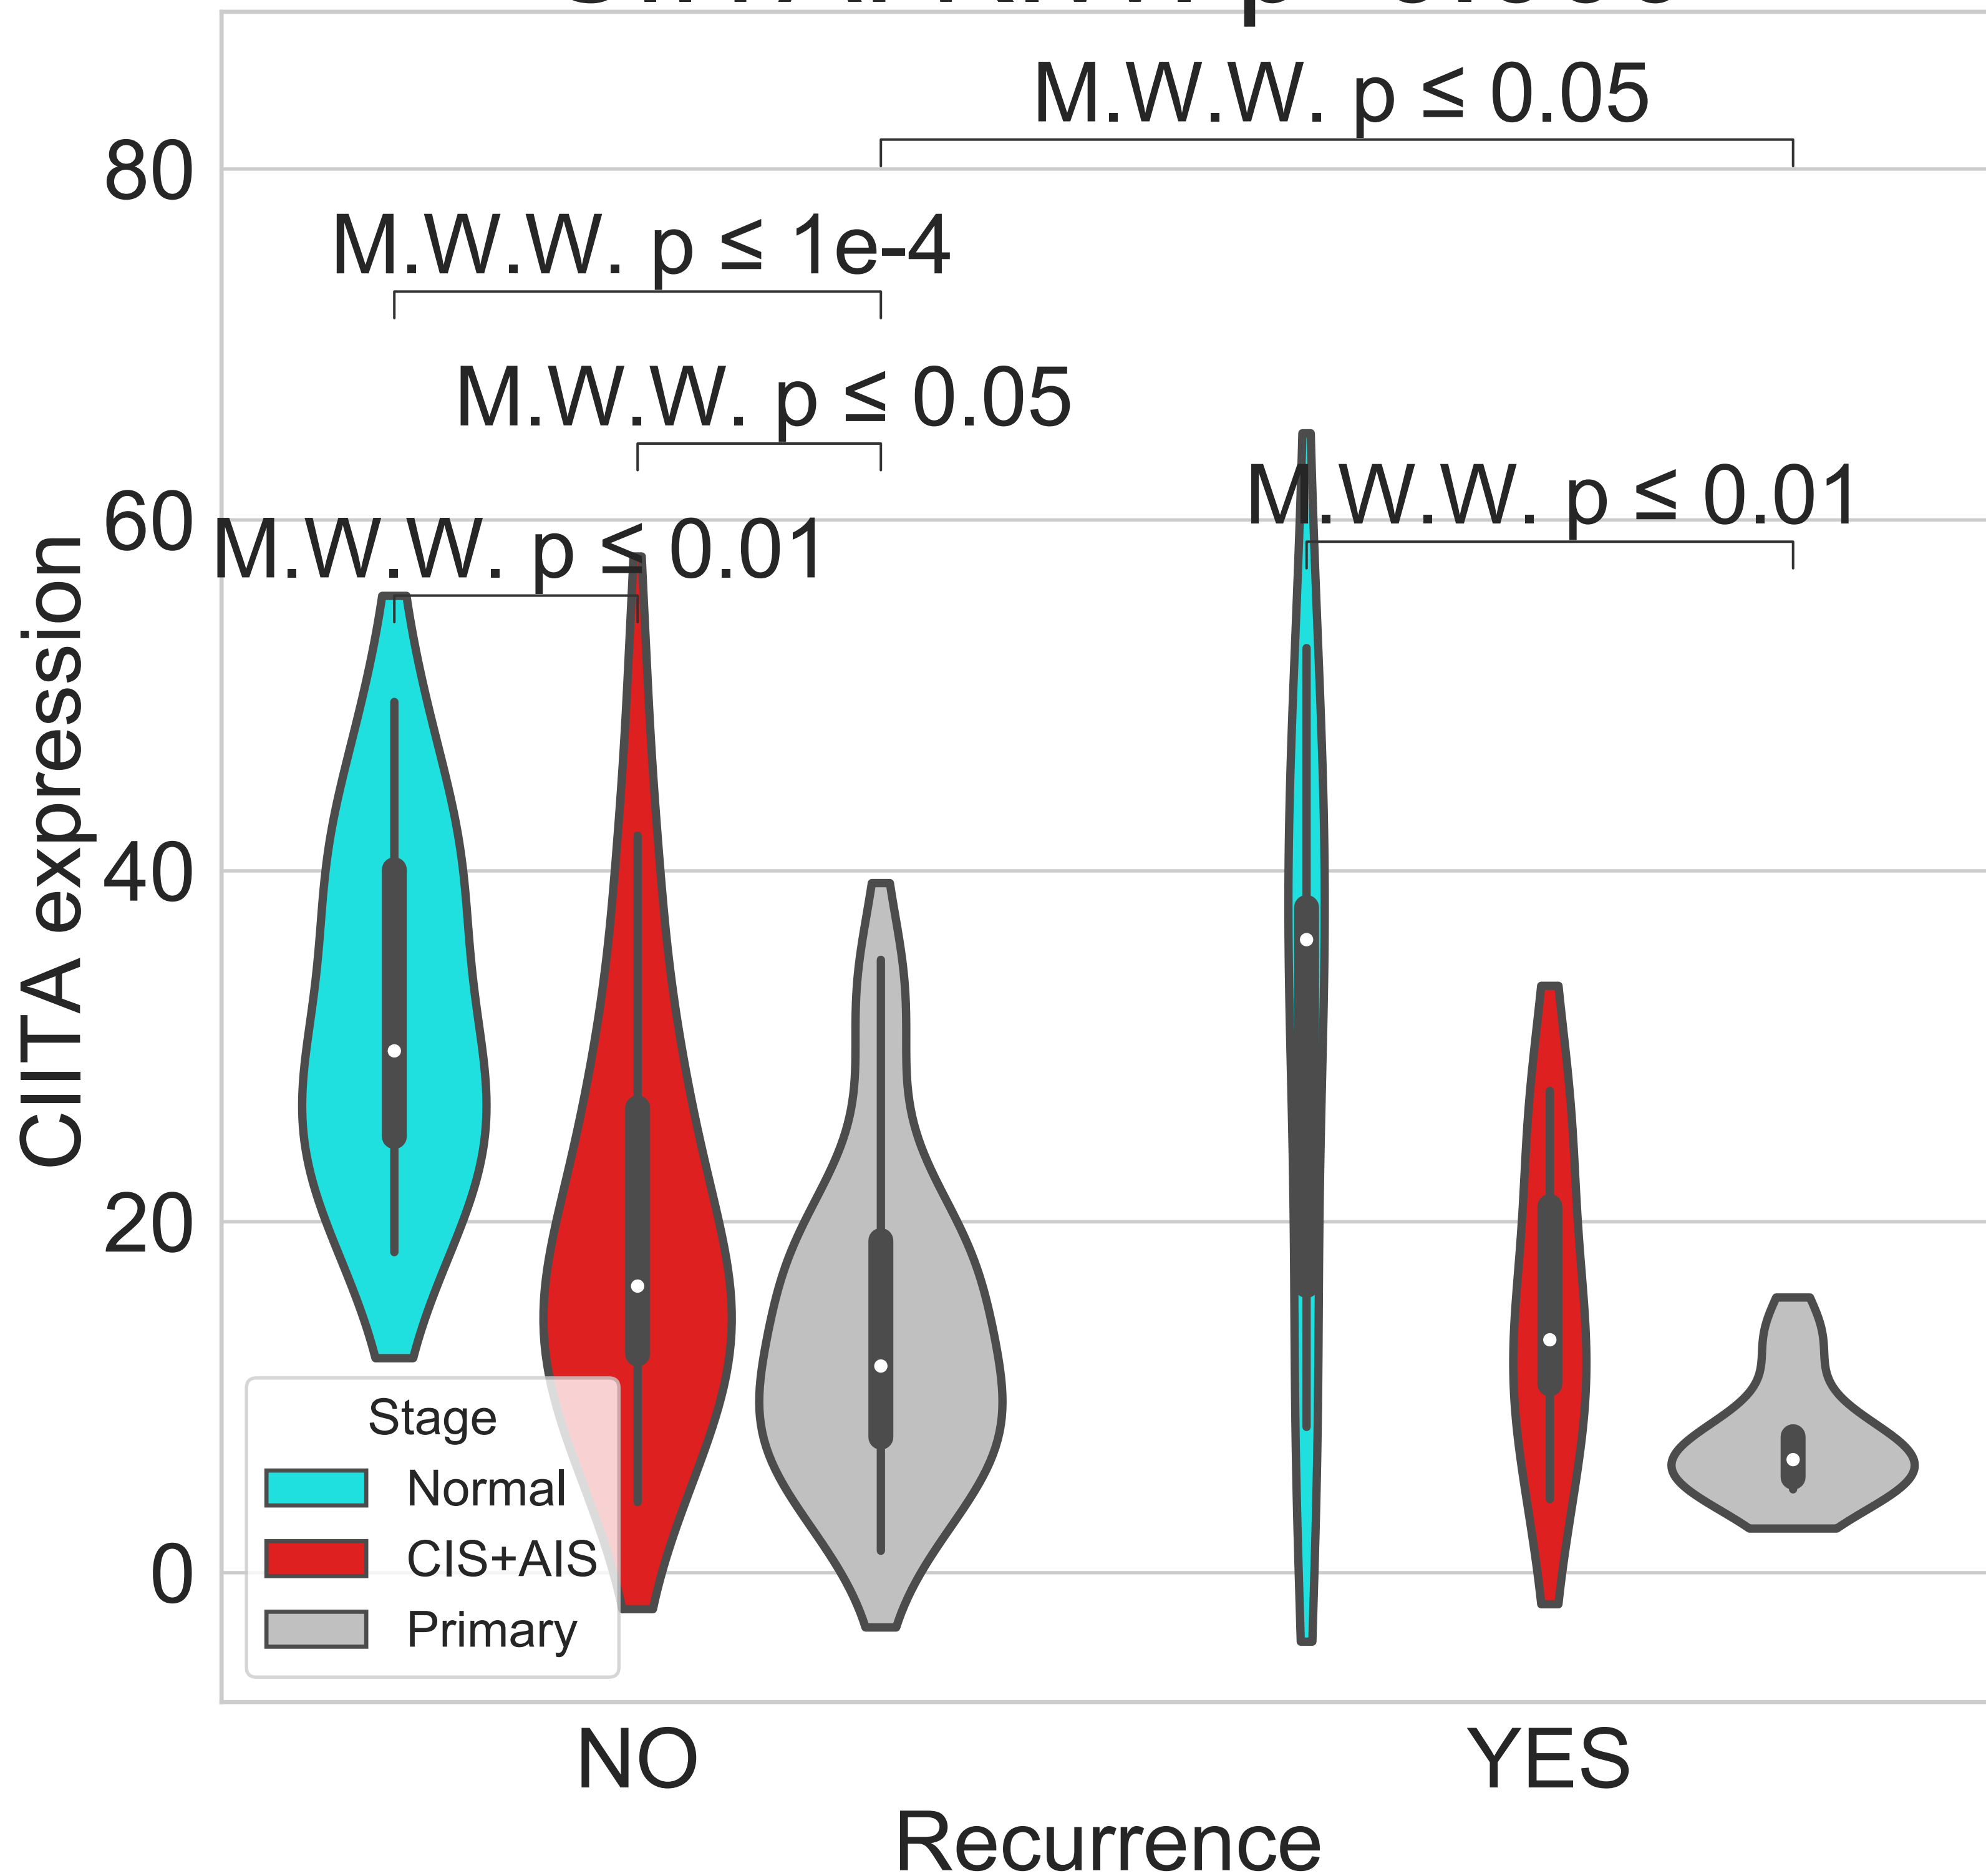 M.W.W. p ≤ 0.05
80
M.W.W. p ≤ 1e-4
M.W.W. p ≤ 0.05
M.W.W. p ≤ 0.01
60
M.W.W. p ≤ 0.01
CIITA expression
40
20
Stage
Normal
CIS+AIS
0
Primary
NO
YES
Recurrence